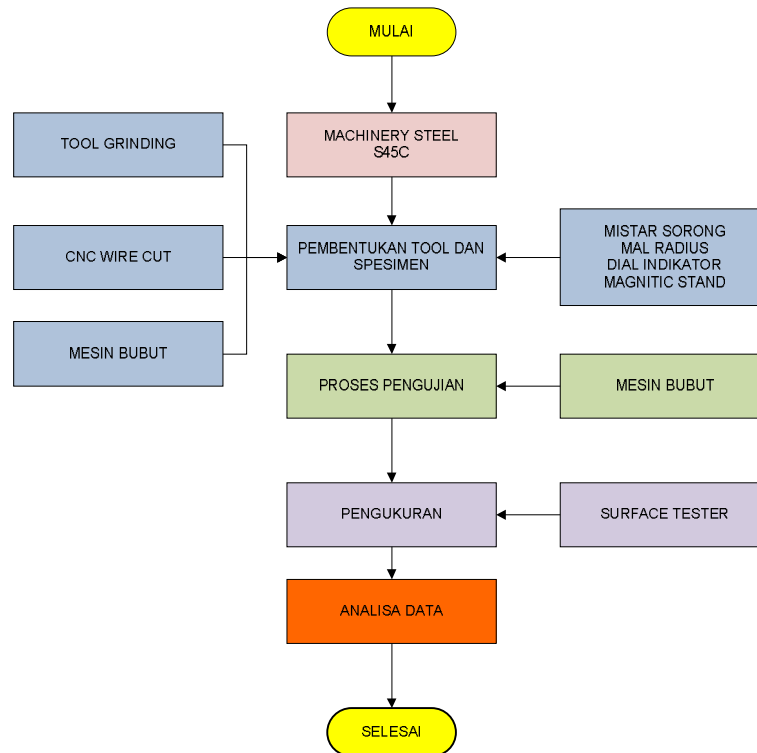 MULAI
MACHINERY STEEL
S45C
TOOL GRINDING
CNC WIRE CUT
MESIN BUBUT
PEMBENTUKAN TOOL DAN
SPESIMEN
MISTAR SORONG
MAL RADIUS
DIAL INDIKATOR
MAGNITIC STAND
PROSES PENGUJIAN
MESIN BUBUT
PENGUKURAN
SURFACE TESTER
ANALISA DATA
SELESAI